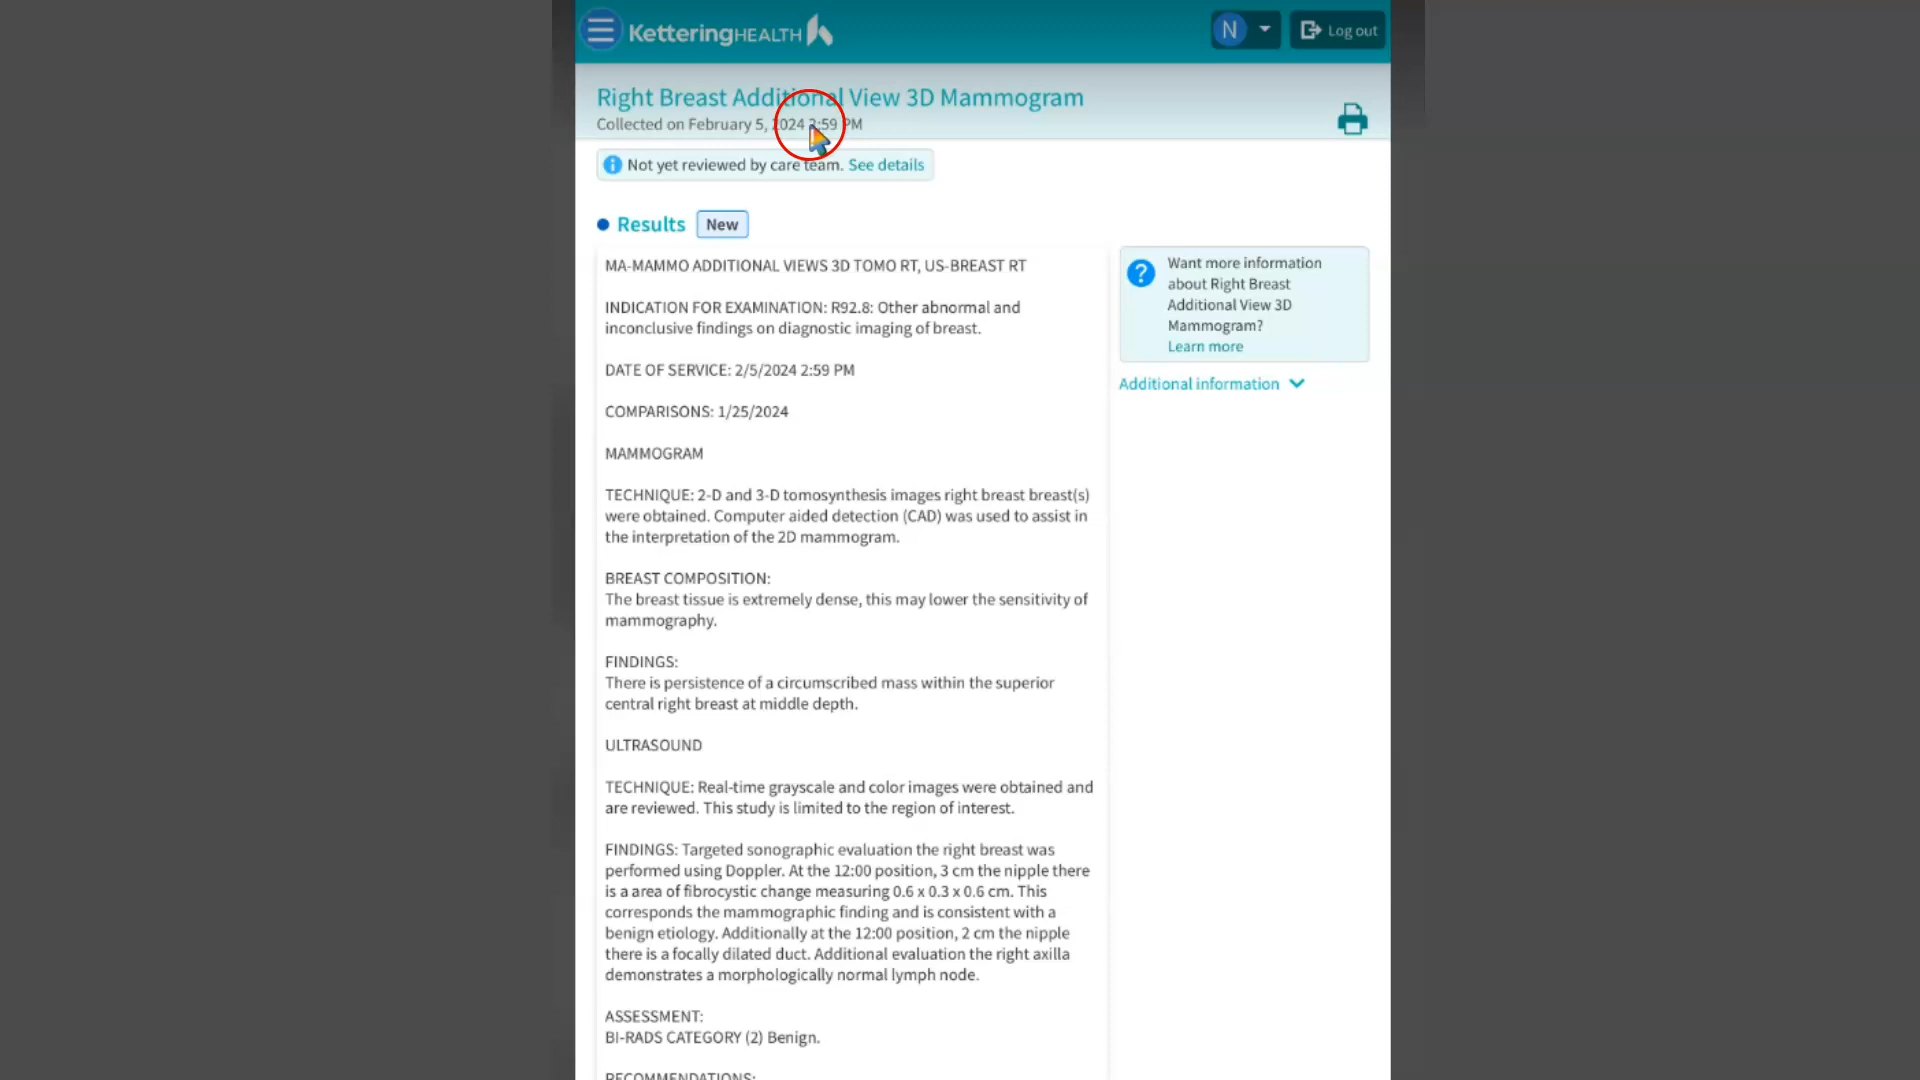 KetteringHEALTH
N
Log out
Right Breast Additional View 3D Mammogram
Collected on February 5, 2024 2:59 PM
Not yet reviewed by care team. See details
Results New
MA-MAMMO ADDITIONAL VIEWS 3D TOMO RT, US-BREAST RT
INDICATION FOR EXAMINATION: R92.8: Other abnormal and
inconclusive findings on diagnostic imaging of breast.
DATE OF SERVICE: 2/5/2024 2:59 PM
COMPARISONS: 1/25/2024
MAMMOGRAM
TECHNIQUE: 2-D and 3-D tomosynthesis images right breast breast(s)
were obtained. Computer aided detection (CAD) was used to assist in
the interpretation of the 2D mammogram.
BREAST COMPOSITION:
The breast tissue is extremely dense, this may lower the sensitivity of
mammography.
FINDINGS:
There is persistence of a circumscribed mass within the superior
central right breast at middle depth.
ULTRASOUND
TECHNIQUE: Real-time grayscale and color images were obtained and
are reviewed. This study is limited to the region of interest.
FINDINGS: Targeted sonographic evaluation the right breast was
performed using Doppler. At the 12:00 position, 3 cm the nipple there
is a area of fibrocystic change measuring 0.6 x 0.3 x 0.6 cm. This
corresponds the mammographic finding and is consistent with a
benign etiology. Additionally at the 12:00 position, 2 cm the nipple
there is a focally dilated duct. Additional evaluation the right axilla
demonstrates a morphologically normal lymph node.
ASSESSMENT:
BI-RADS CATEGORY (2) Benign.
RECOMMENDATIONS:
Want more information
about Right Breast
Additional View 3D
Mammogram?
Learn more
Additional information